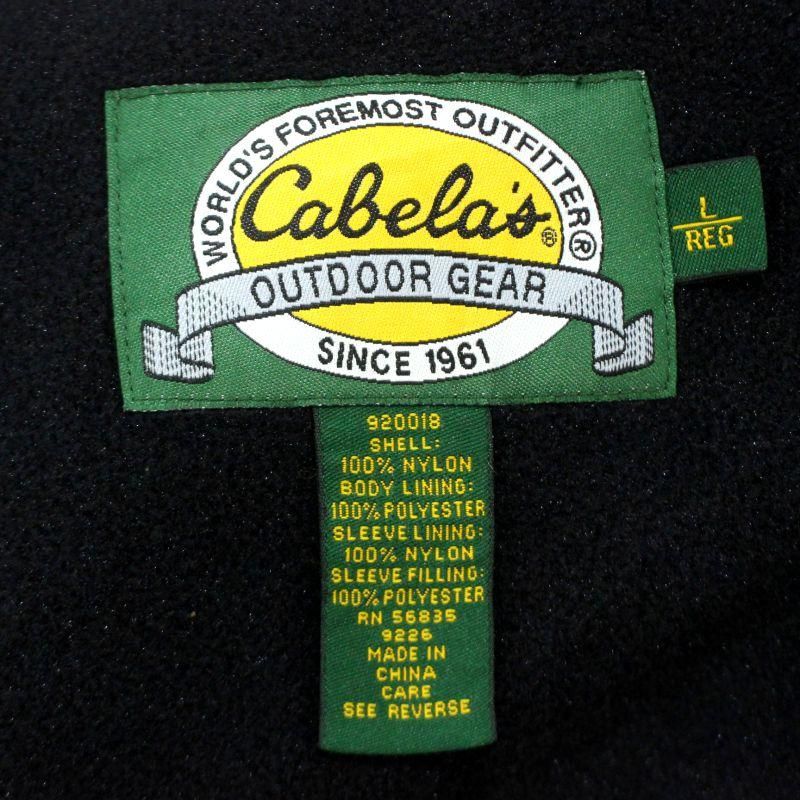 WORLD'S FOREMOST OUTFITTER®
Cabela's®
OUTDOOR GEAR
SINCE 1961
L
REG
920018
SHELL:
100% NYLON
BODY LINING:
100% POLYESTER
SLEEVE LINING:
100% NYLON
SLEEVE FILLING:
100% POLYESTER
RN 56835
9226
MADE IN
CHINA
CARE
SEE REVERSE